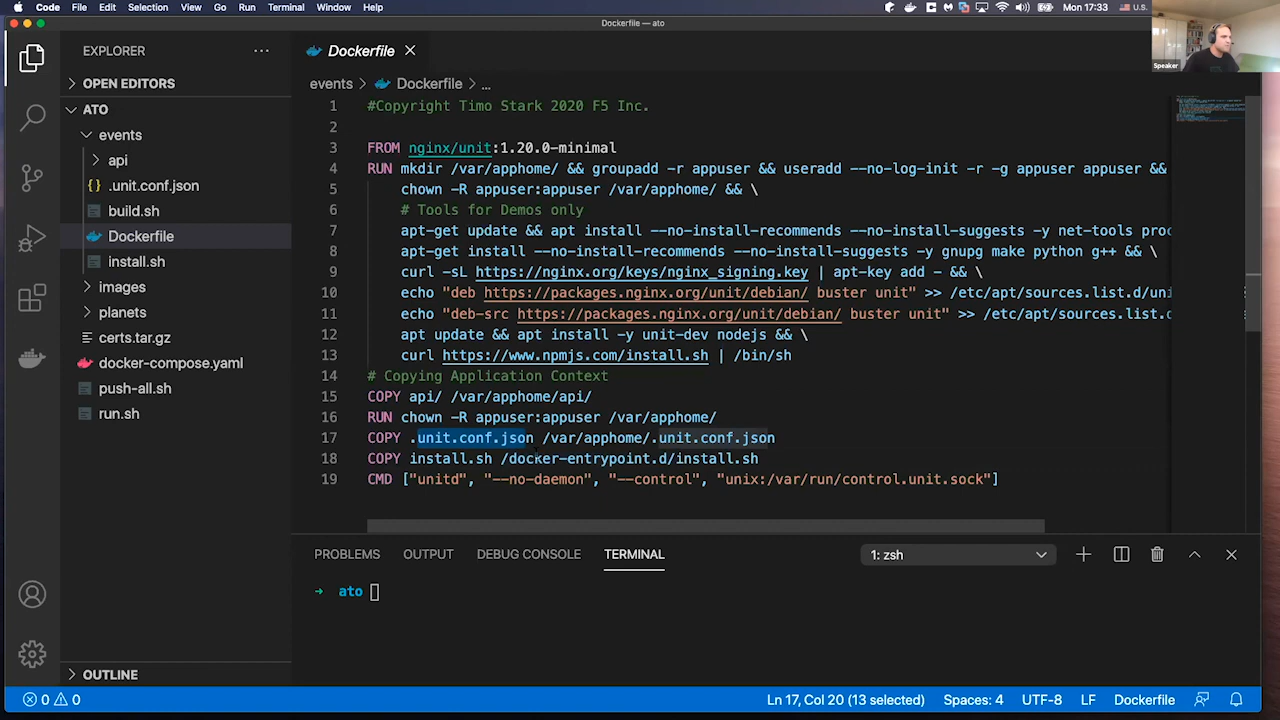 Code File Edit Selection View Go Run Terminal Window Help Mon 17:33 U.S.
Dockerfile — ato
Speaker
EXPLORER
OPEN EDITORS
ATO
events
api
{} .unit.conf.json
build.sh
Dockerfile
install.sh
images
planets
certs.tar.gz
docker-compose.yaml
push-all.sh
run.sh
OUTLINE
Dockerfile
events > Dockerfile > ...
1 #Copyright Timo Stark 2020 F5 Inc.
2
3 FROM nginx/unit:1.20.0-minimal
4 RUN mkdir /var/apphome/ && groupadd -r appuser && useradd --no-log-init -r -g appuser appuser &&
5 chown -R appuser:appuser /var/apphome/ && \
6 # Tools for Demos only
7 apt-get update && apt install --no-install-recommends --no-install-suggests -y net-tools proc
8 apt-get install --no-install-recommends --no-install-suggests -y gnupg make python g++ && \
9 curl -sL https://nginx.org/keys/nginx_signing.key | apt-key add - && \
10 echo "deb https://packages.nginx.org/unit/debian/ buster unit" >> /etc/apt/sources.list.d/uni
11 echo "deb-src https://packages.nginx.org/unit/debian/ buster unit" >> /etc/apt/sources.list.d
12 apt update && apt install -y unit-dev nodejs && \
13 curl https://www.npmjs.com/install.sh | /bin/sh
14 # Copying Application Context
15 COPY api/ /var/apphome/api/
16 RUN chown -R appuser:appuser /var/apphome/
17 COPY .unit.conf.json /var/apphome/.unit.conf.json
18 COPY install.sh /docker-entrypoint.d/install.sh
19 CMD ["unitd", "--no-daemon", "--control", "unix:/var/run/control.unit.sock"]
PROBLEMS OUTPUT DEBUG CONSOLE TERMINAL 1: zsh
→ ato
0 0 Ln 17, Col 20 (13 selected) Spaces: 4 UTF-8 LF Dockerfile